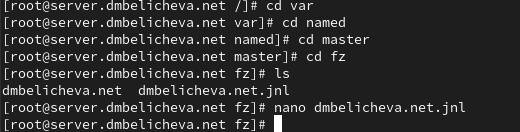 [root@server.dmbelicheva.net /]# cd var
[root@server.dmbelicheva.net var]# cd named
[root@server.dmbelicheva.net named]# cd master
[root@server.dmbelicheva.net master]# cd fz
[root@server.dmbelicheva.net fz]# ls
dmbelicheva.net  dmbelicheva.net.jnl
[root@server.dmbelicheva.net fz]# nano dmbelicheva.net.jnl
[root@server.dmbelicheva.net fz]#